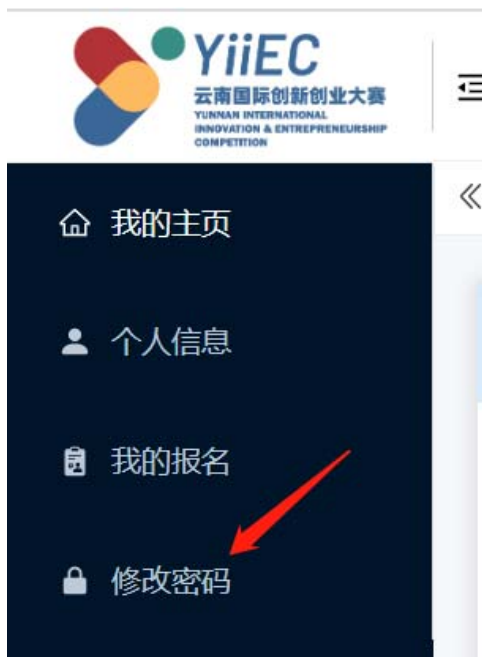 YiiEC
云南国际创新创业大赛
YUNNAN INTERNATIONAL
INNOVATION & ENTREPRENEURSHIP
COMPETITION
我的主页
个人信息
我的报名
修改密码